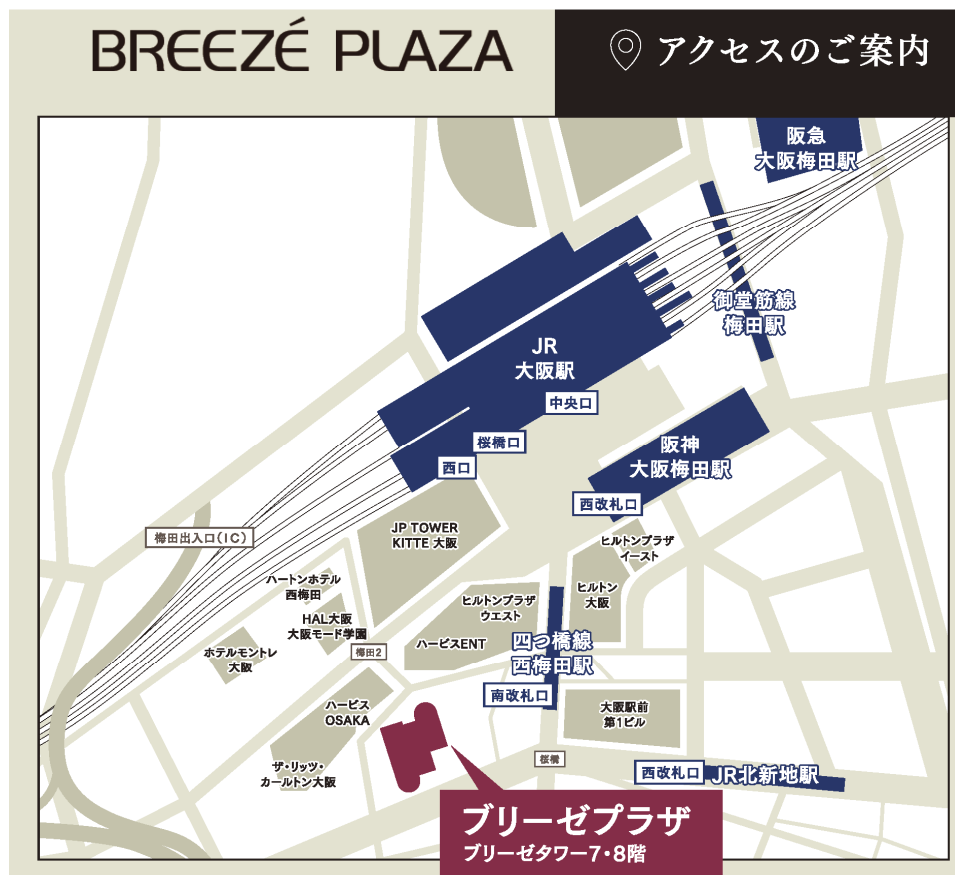 BREEZÉ PLAZA
アクセスのご案内
阪急
大阪梅田駅
御堂筋線
梅田駅
JR
大阪駅
中央口
桜橋口
西口
阪神
大阪梅田駅
西改札口
梅田出入口(IC)
JP TOWER
KITTE 大阪
ヒルトンプラザ
イースト
ハートンホテル
西梅田
ヒルトン
大阪
ヒルトンプラザ
ウエスト
HAL大阪
大阪モード学園
ハービスENT
四つ橋線
西梅田駅
ホテルモントレ
大阪
梅田2
南改札口
ハービス
OSAKA
大阪駅前
第1ビル
桜橋
ザ・リッツ・
カールトン大阪
西改札口
JR北新地駅
ブリーゼプラザ
ブリーゼタワー7・8階